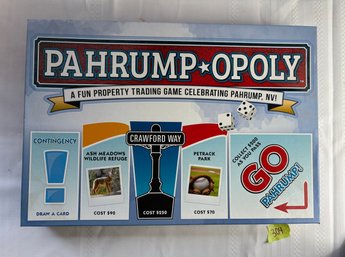 PAHRUMP★OPOLY
A FUN PROPERTY TRADING GAME CELEBRATING PAHRUMP, NV!
CONTINGENCY
!
DRAW A CARD
ASH MEADOWS
WILDLIFE REFUGE
COST $90
CRAWFORD WAY
COST $250
PETRACK
PARK
COST $70
COLLECT $200
AS YOU PASS
GO
PAHRUMP!